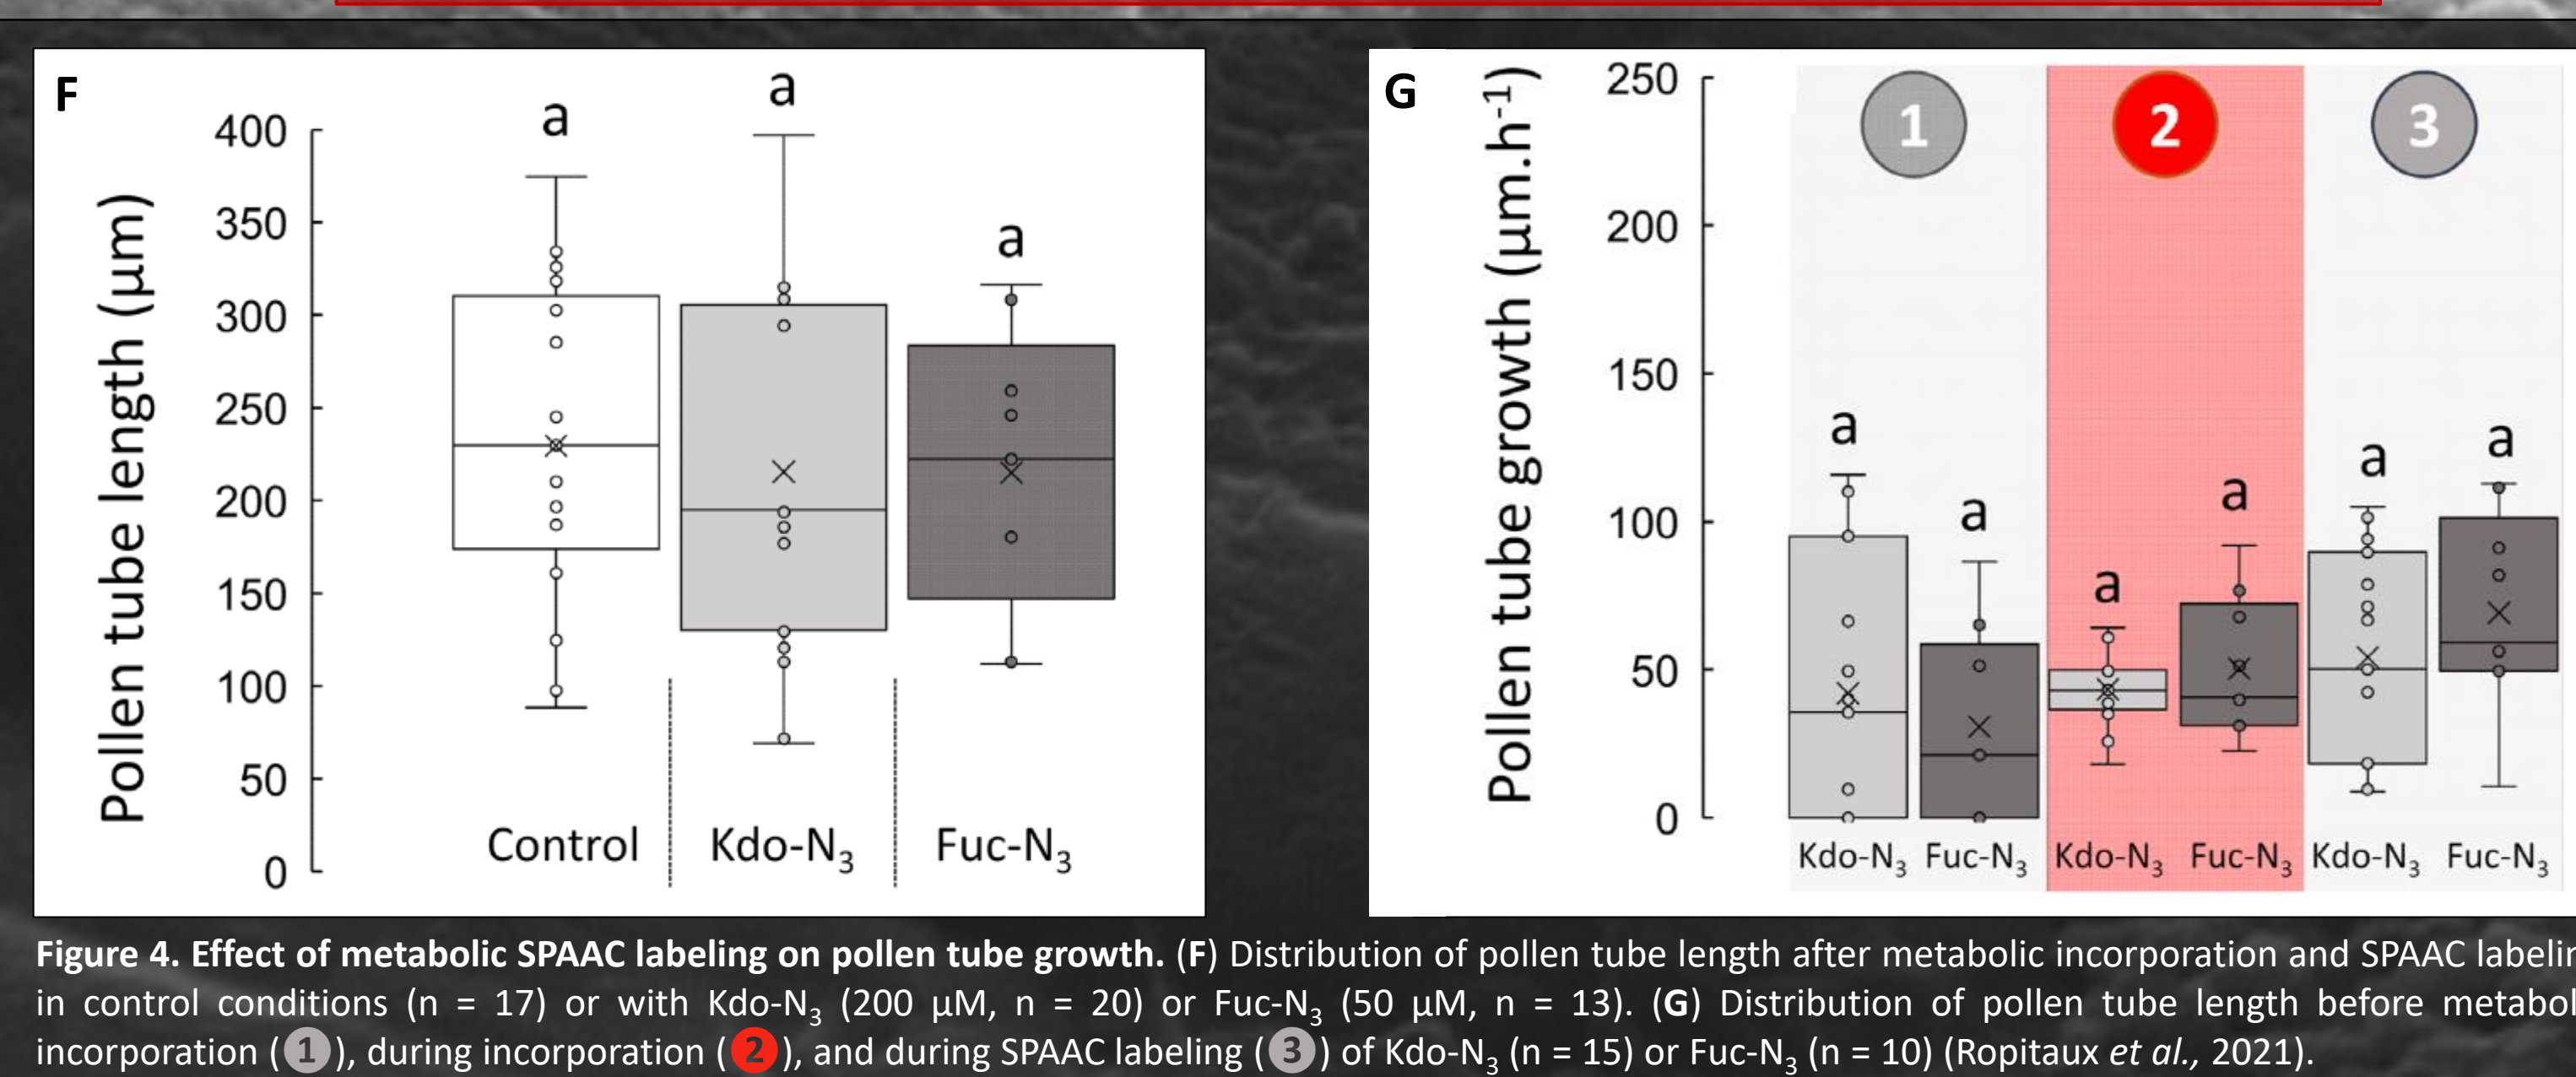 F
a
a
a
Pollen tube length (µm)
400
350
300
250
200
150
100
50
0
Control
Kdo-N₃
Fuc-N₃
G
1
2
3
Pollen tube growth (µm.h⁻¹)
250
200
150
100
50
0
a
a
a
a
a
a
Kdo-N₃ Fuc-N₃ Kdo-N₃ Fuc-N₃ Kdo-N₃ Fuc-N₃
Figure 4. Effect of metabolic SPAAC labeling on pollen tube growth. (F) Distribution of pollen tube length after metabolic incorporation and SPAAC labelin
in control conditions (n = 17) or with Kdo-N₃ (200 µM, n = 20) or Fuc-N₃ (50 µM, n = 13). (G) Distribution of pollen tube length before metabol
incorporation ( 1 ), during incorporation ( 2 ), and during SPAAC labeling ( 3 ) of Kdo-N₃ (n = 15) or Fuc-N₃ (n = 10) (Ropitaux et al., 2021).